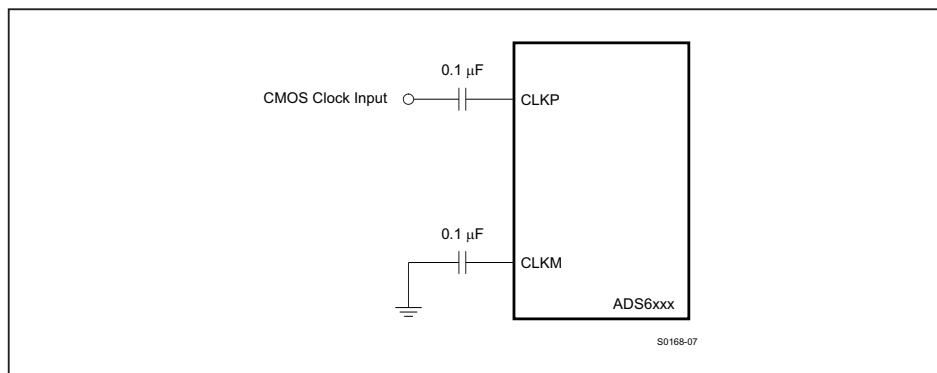 0.1 μF
CMOS Clock Input
CLKP
0.1 μF
CLKM
ADS6xxx
S0168-07